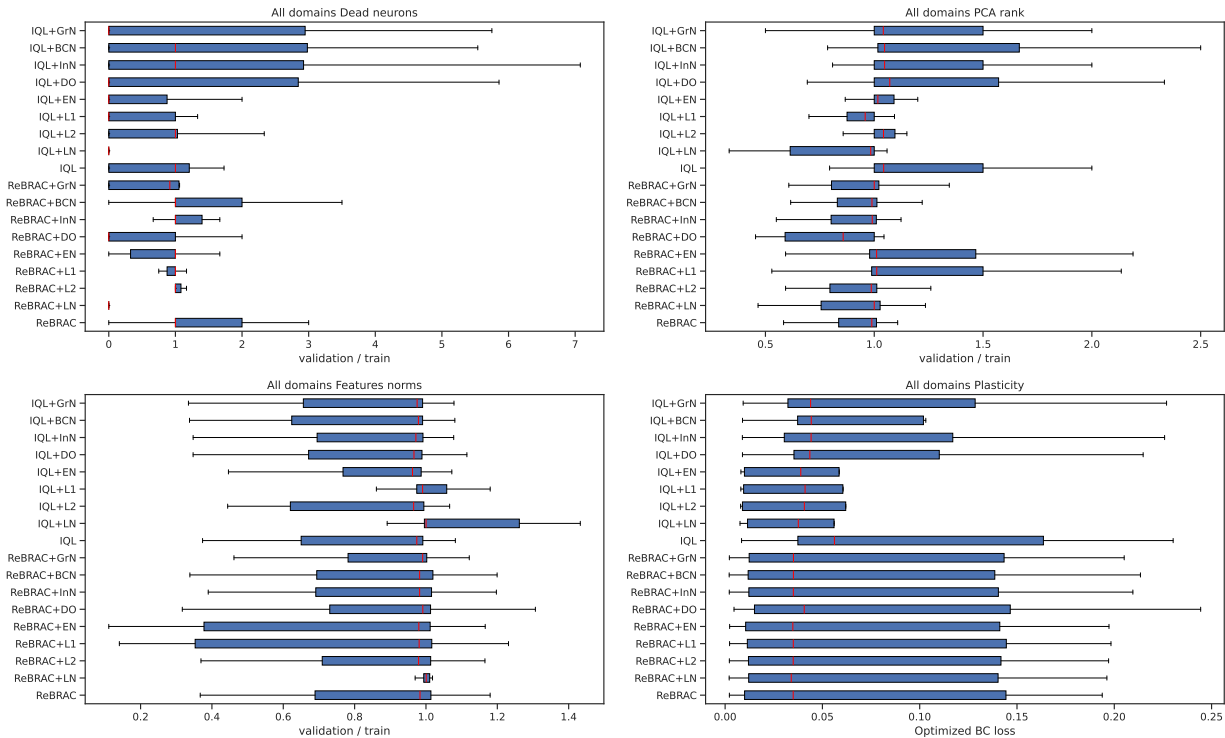 All domains Dead neurons
IQL+GrN
IQL+BCN
IQL+InN
IQL+DO
IQL+EN
IQL+L1
IQL+L2
IQL+LN
IQL
ReBRAC+GrN
ReBRAC+BCN
ReBRAC+InN
ReBRAC+DO
ReBRAC+EN
ReBRAC+L1
ReBRAC+L2
ReBRAC+LN
ReBRAC
0 1 2 3 4 5 6 7
validation / train
All domains PCA rank
IQL+GrN
IQL+BCN
IQL+InN
IQL+DO
IQL+EN
IQL+L1
IQL+L2
IQL+LN
IQL
ReBRAC+GrN
ReBRAC+BCN
ReBRAC+InN
ReBRAC+DO
ReBRAC+EN
ReBRAC+L1
ReBRAC+L2
ReBRAC+LN
ReBRAC
0.5 1.0 1.5 2.0 2.5
validation / train
All domains Features norms
IQL+GrN
IQL+BCN
IQL+InN
IQL+DO
IQL+EN
IQL+L1
IQL+L2
IQL+LN
IQL
ReBRAC+GrN
ReBRAC+BCN
ReBRAC+InN
ReBRAC+DO
ReBRAC+EN
ReBRAC+L1
ReBRAC+L2
ReBRAC+LN
ReBRAC
0.2 0.4 0.6 0.8 1.0 1.2 1.4
validation / train
All domains Plasticity
IQL+GrN
IQL+BCN
IQL+InN
IQL+DO
IQL+EN
IQL+L1
IQL+L2
IQL+LN
IQL
ReBRAC+GrN
ReBRAC+BCN
ReBRAC+InN
ReBRAC+DO
ReBRAC+EN
ReBRAC+L1
ReBRAC+L2
ReBRAC+LN
ReBRAC
0.00 0.05 0.10 0.15 0.20 0.25
Optimized BC loss